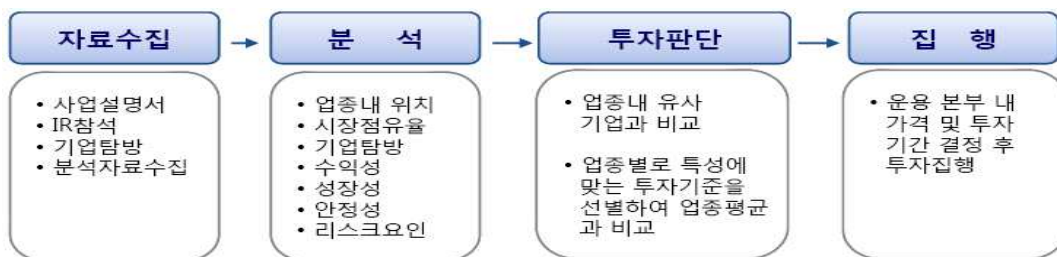 자료수집
분 석
투자판단
집 행
• 사업설명서
• IR참석
• 기업탐방
• 분석자료수집
• 업종내 위치
• 시장점유율
• 기업탐방
• 수익성
• 성장성
• 안정성
• 리스크요인
• 업종내 유사
기업과 비교
• 업종별로 특성에
맞는 투자기준을
선별하여 업종평균
과 비교
• 운용 본부 내
가격 및 투자
기간 결정 후
투자집행